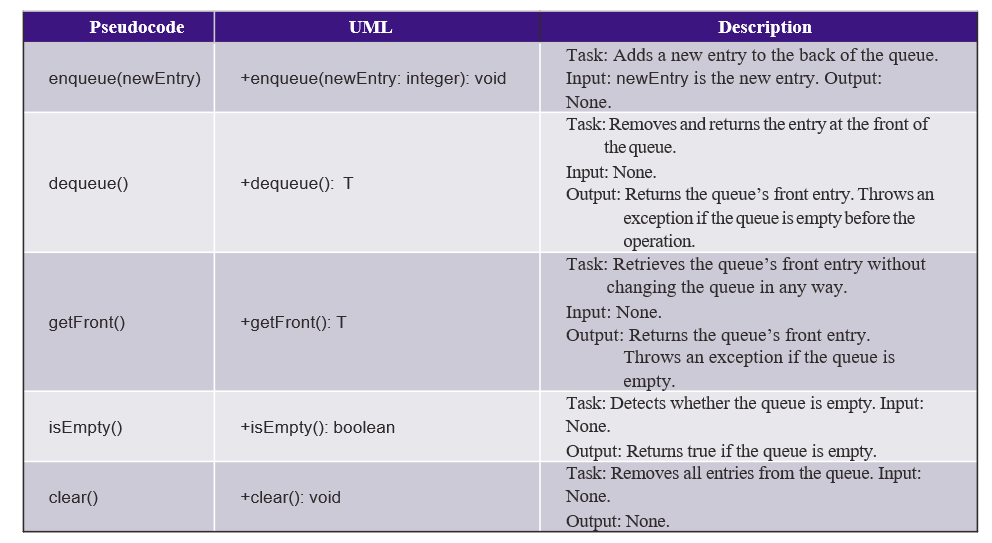 Pseudocode UML Description
enqueue(newEntry) +enqueue(newEntry: integer): void
Task: Adds a new entry to the back of the queue.
Input: newEntry is the new entry. Output:
None.
dequeue() +dequeue(): T
Task: Removes and returns the entry at the front of
the queue.
Input: None.
Output: Returns the queue’s front entry. Throws an
exception if the queue is empty before the
operation.
getFront() +getFront(): T
Task: Retrieves the queue’s front entry without
changing the queue in any way.
Input: None.
Output: Returns the queue’s front entry.
Throws an exception if the queue is
empty.
isEmpty() +isEmpty(): boolean
Task: Detects whether the queue is empty. Input:
None.
Output: Returns true if the queue is empty.
clear() +clear(): void
Task: Removes all entries from the queue. Input:
None.
Output: None.